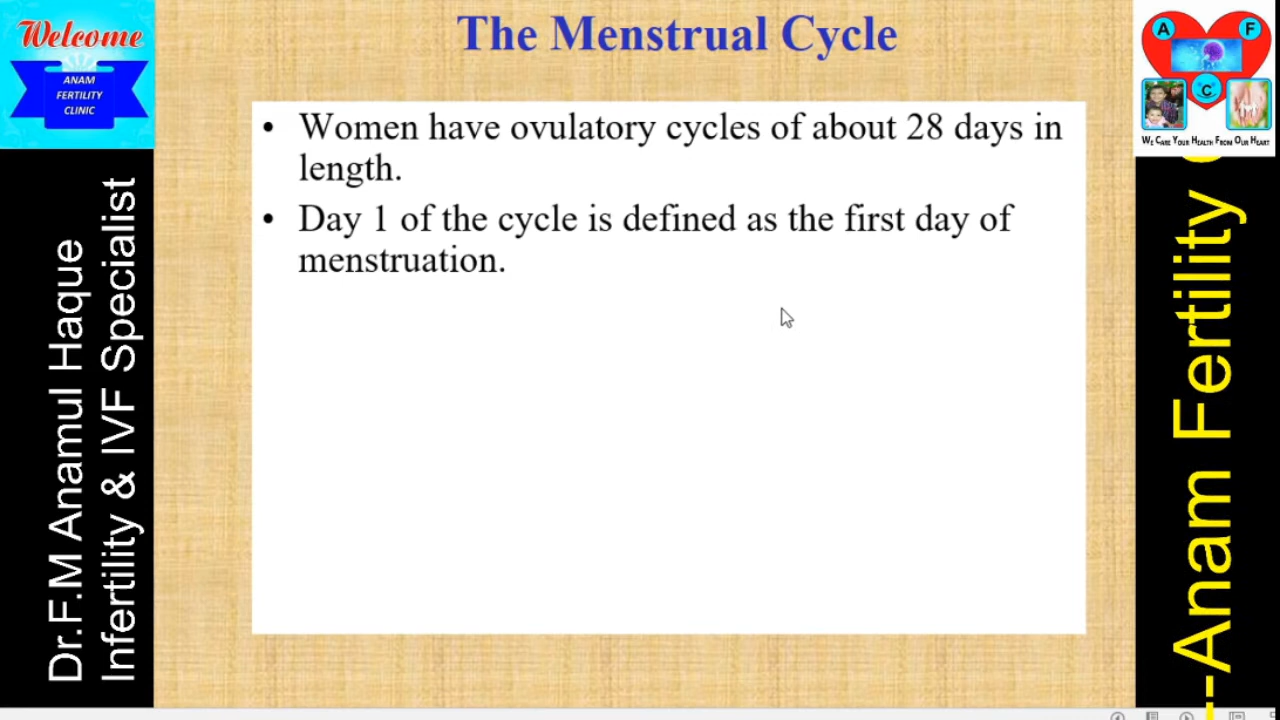 The Menstrual Cycle
Welcome
ANAM
FERTILITY
CLINIC
A
F
C
WE CARE YOUR HEALTH FROM OUR HEART
• Women have ovulatory cycles of about 28 days in
length.
• Day 1 of the cycle is defined as the first day of
menstruation.
Dr.F.M Anamul Haque
Infertility & IVF Specialist
--Anam Fertility